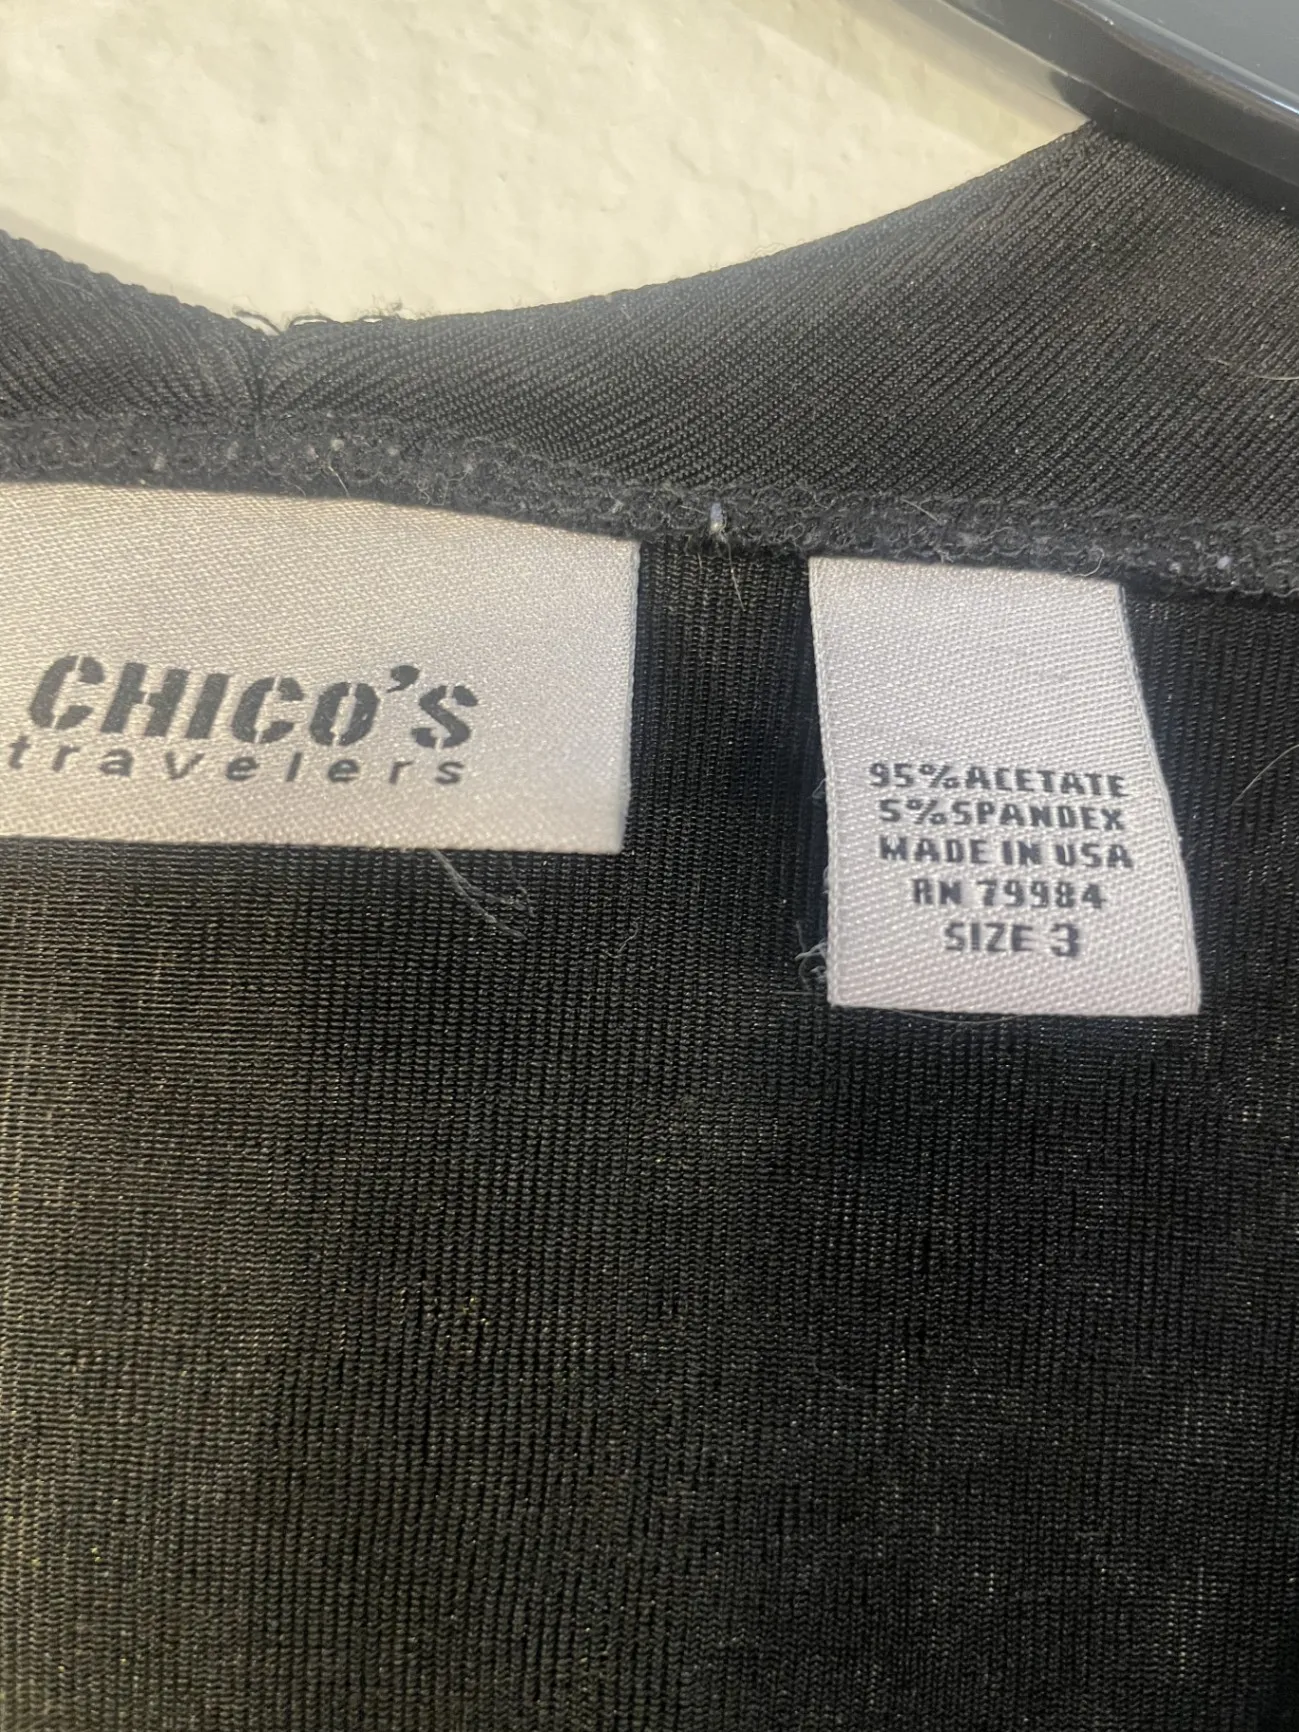 CHICO'S
travelers
95% ACETATE
5% SPANDEX
MADE IN USA
RN 79984
SIZE 3